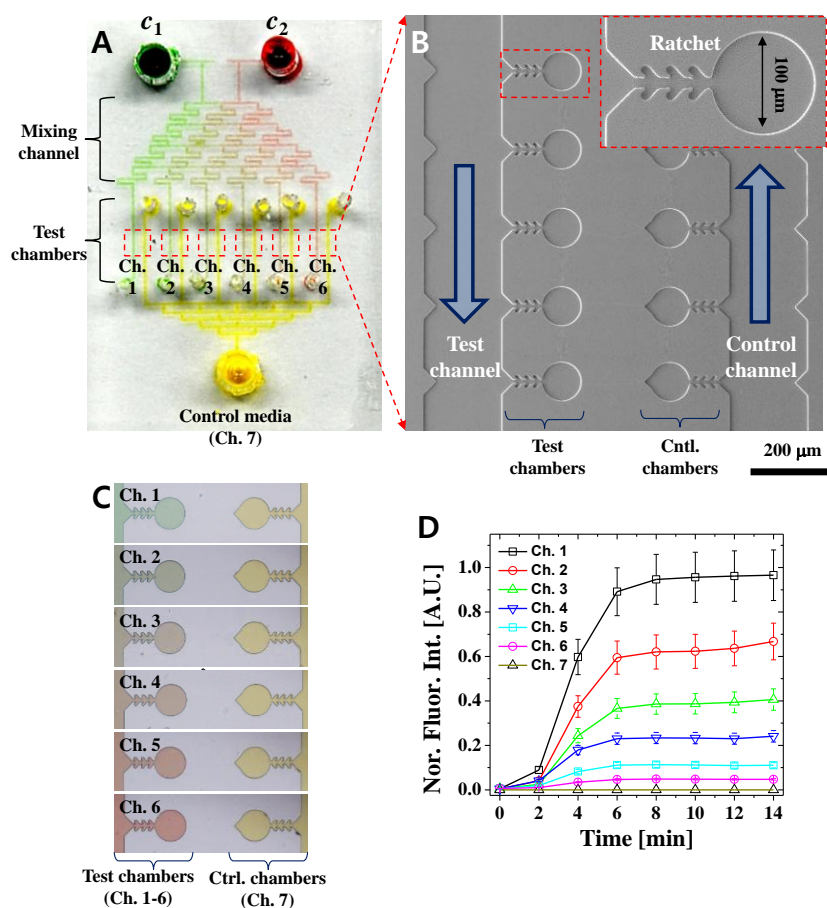 A
c1
c2
Mixing
channel
Test
chambers
Ch.
1
Ch.
2
Ch.
3
Ch.
4
Ch.
5
Ch.
6
Control media
(Ch. 7)
B
Ratchet
100 μm
Test
channel
Control
channel
Test
chambers
Cntl.
chambers
200 μm
C
Ch. 1
Ch. 2
Ch. 3
Ch. 4
Ch. 5
Ch. 6
Test chambers
(Ch. 1-6)
Ctrl. chambers
(Ch. 7)
D
Nor. Fluor. Int. [A.U.]
1.0
0.8
0.6
0.4
0.2
0.0
Ch. 1
Ch. 2
Ch. 3
Ch. 4
Ch. 5
Ch. 6
Ch. 7
0 2 4 6 8 10 12 14
Time [min]